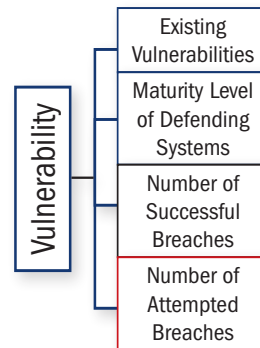 Vulnerability
Existing
Vulnerabilities
Maturity Level
of Defending
Systems
Number of
Successful
Breaches
Number of
Attempted
Breaches